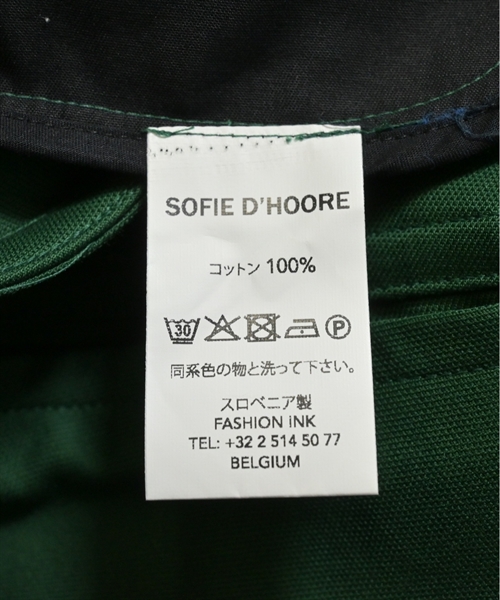 SOFIE D'HOORE
コットン 100%
30 P
同系色の物と洗って下さい。
スロベニア製
FASHION iNK
TEL: +32 2 514 50 77
BELGIUM